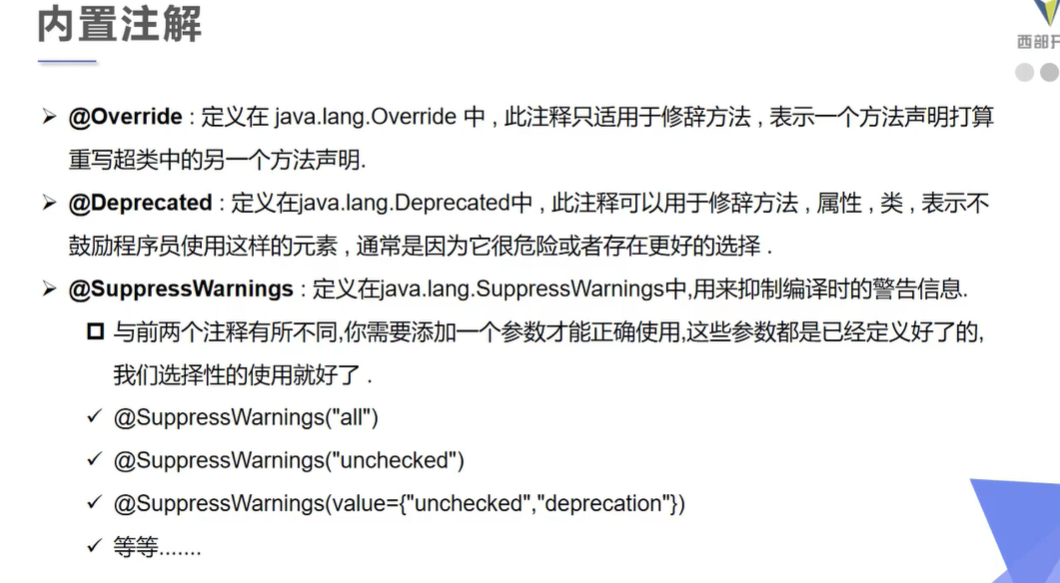 内置注解
西部开
@Override : 定义在 java.lang.Override 中 , 此注释只适用于修辞方法 , 表示一个方法声明打算
重写超类中的另一个方法声明.
@Deprecated : 定义在java.lang.Deprecated中 , 此注释可以用于修辞方法 , 属性 , 类 , 表示不
鼓励程序员使用这样的元素 , 通常是因为它很危险或者存在更好的选择 .
@SuppressWarnings : 定义在java.lang.SuppressWarnings中,用来抑制编译时的警告信息.
与前两个注释有所不同,你需要添加一个参数才能正确使用,这些参数都是已经定义好了的,
我们选择性的使用就好了 .
@SuppressWarnings("all")
@SuppressWarnings("unchecked")
@SuppressWarnings(value={"unchecked","deprecation"})
等等.......